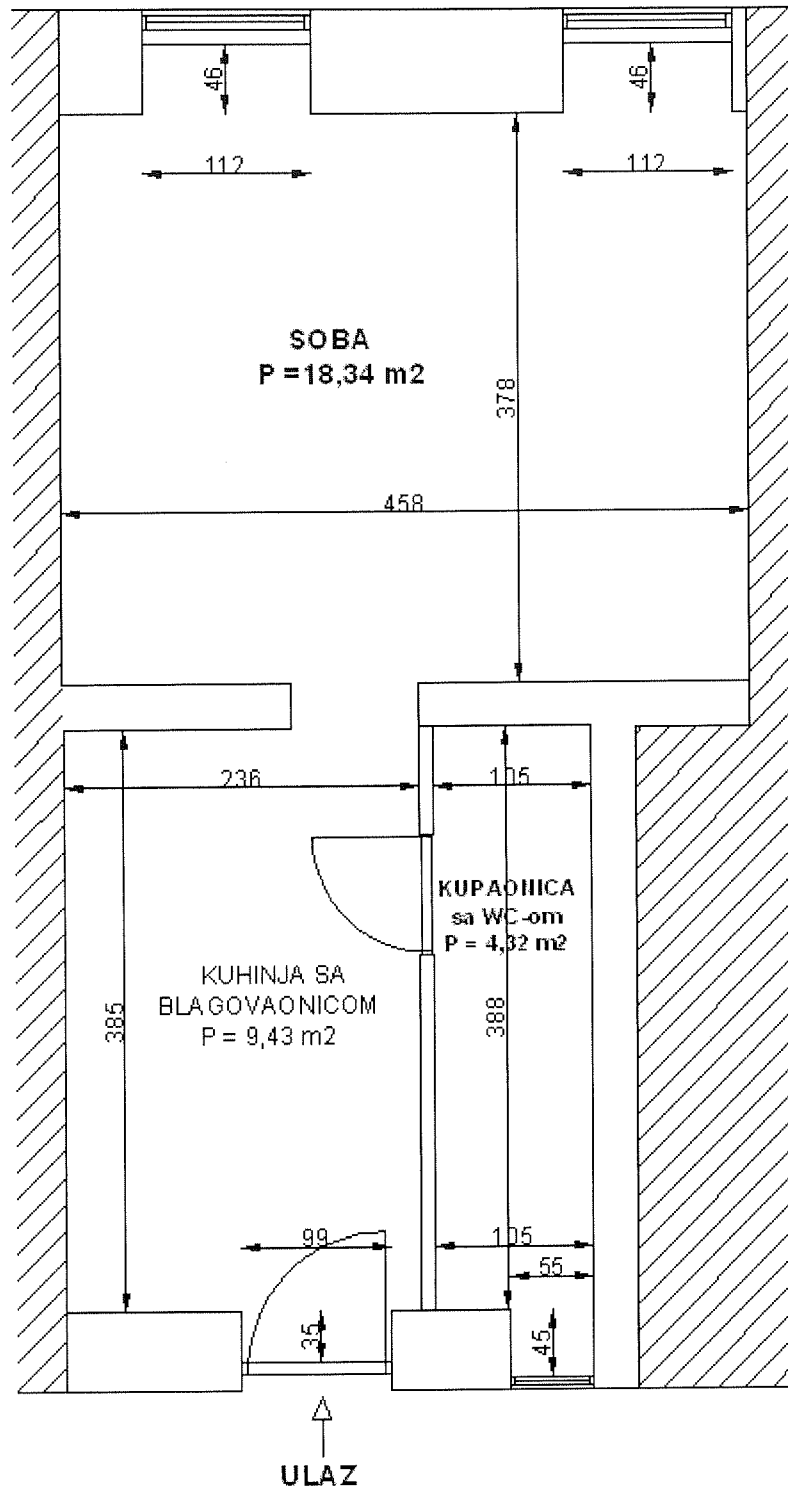 46
46
112
112
SOBA
P =18,34 m2
378
458
236
105
KUPAONICA
sa WC-om
P = 4,32 m2
KUHINJA SA
BLAGOVAONICOM
P = 9,43 m2
385
388
99
105
55
35
45
ULAZ